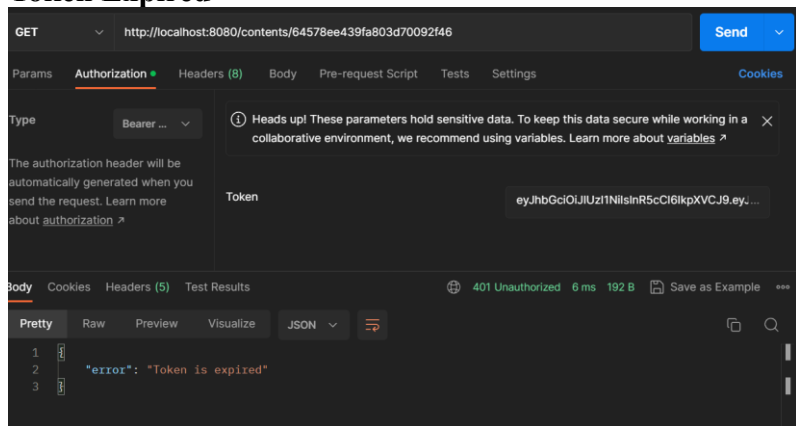 Token Expired
GET http://localhost:8080/contents/64578ee439fa803d70092f46 Send
Params Authorization Headers (8) Body Pre-request Script Tests Settings Cookies
Type Bearer ...
Heads up! These parameters hold sensitive data. To keep this data secure while working in a
collaborative environment, we recommend using variables. Learn more about variables ↗
The authorization header will be
automatically generated when you
send the request. Learn more
about authorization ↗
Token eyJhbGciOiJIUzI1NiIsInR5cCI6IkpXVCJ9.eyJ...
Body Cookies Headers (5) Test Results 401 Unauthorized 6 ms 192 B Save as Example
Pretty Raw Preview Visualize JSON
1 {
2 "error": "Token is expired"
3 }